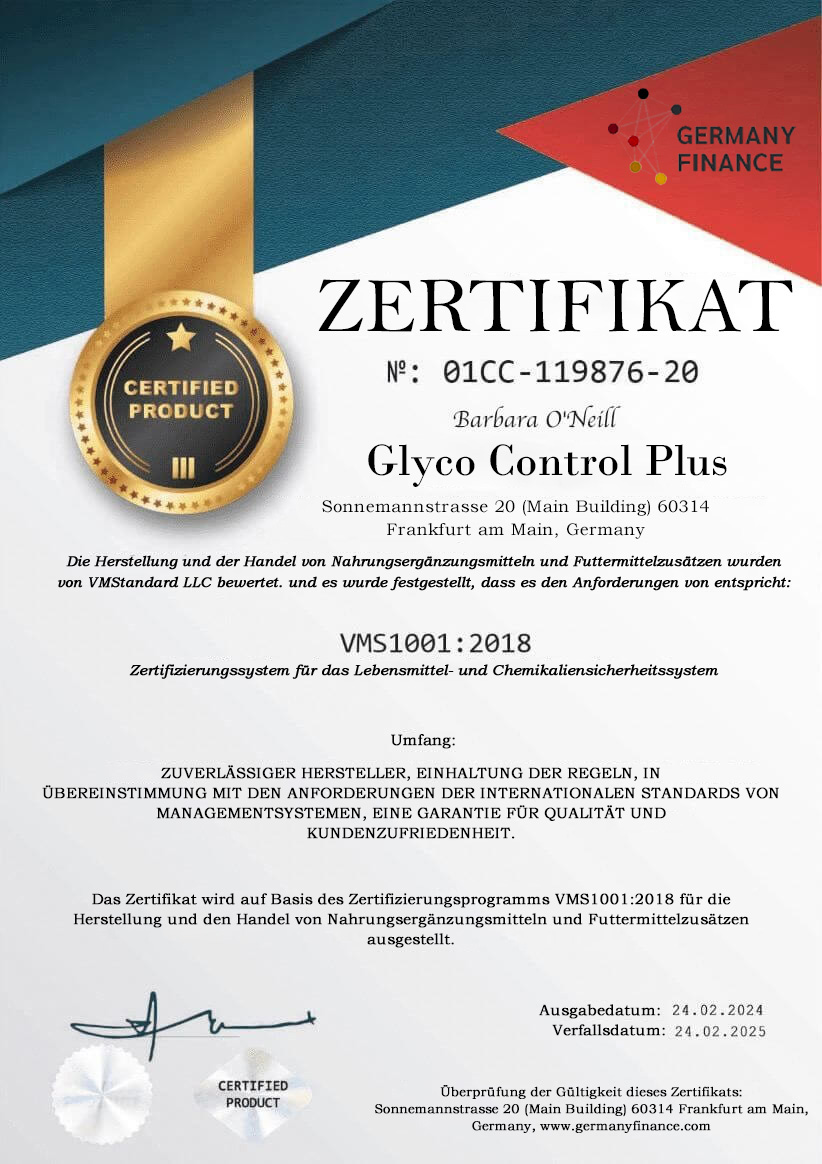 GERMANY
FINANCE
CERTIFIED
PRODUCT
III
ZERTIFIKAT
Nº: 01CC-119876-20
Barbara O'Neill
Glyco Control Plus
Sonnemannstrasse 20 (Main Building) 60314
Frankfurt am Main, Germany
Die Herstellung und der Handel von Nahrungsergänzungsmitteln und Futtermittelzusätzen wurden
von VMStandard LLC bewertet. und es wurde festgestellt, dass es den Anforderungen von entspricht:
VMS1001:2018
Zertifizierungssystem für das Lebensmittel- und Chemikaliensicherheitssystem
Umfang:
ZUVERLÄSSIGER HERSTELLER, EINHALTUNG DER REGELN, IN
ÜBEREINSTIMMUNG MIT DEN ANFORDERUNGEN DER INTERNATIONALEN STANDARDS VON
MANAGEMENTSYSTEMEN, EINE GARANTIE FÜR QUALITÄT UND
KUNDENZUFRIEDENHEIT.
Das Zertifikat wird auf Basis des Zertifizierungsprogramms VMS1001:2018 für die
Herstellung und den Handel von Nahrungsergänzungsmitteln und Futtermittelzusätzen
ausgestellt.
Ausgabedatum: 24.02.2024
Verfallsdatum: 24.02.2025
CERTIFIED
PRODUCT
Überprüfung der Gültigkeit dieses Zertifikats:
Sonnemannstrasse 20 (Main Building) 60314 Frankfurt am Main,
Germany, www.germanyfinance.com